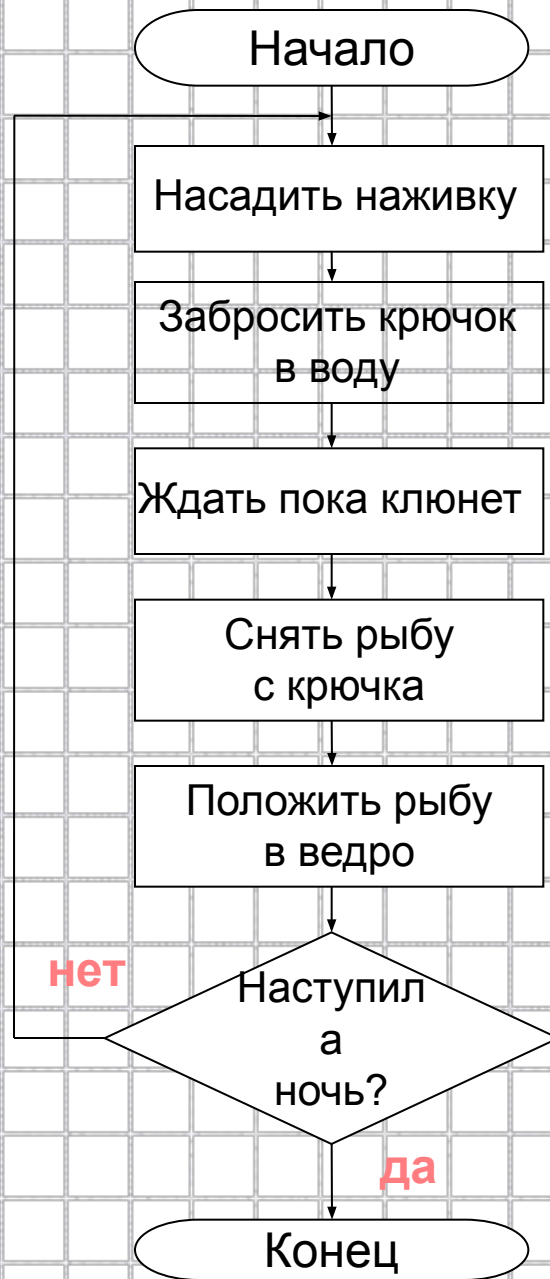 Начало
Насадить наживку
Забросить крючок
в воду
Ждать пока клюнет
Снять рыбу
с крючка
Положить рыбу
в ведро
нет
Наступил
а
ночь?
да
Конец